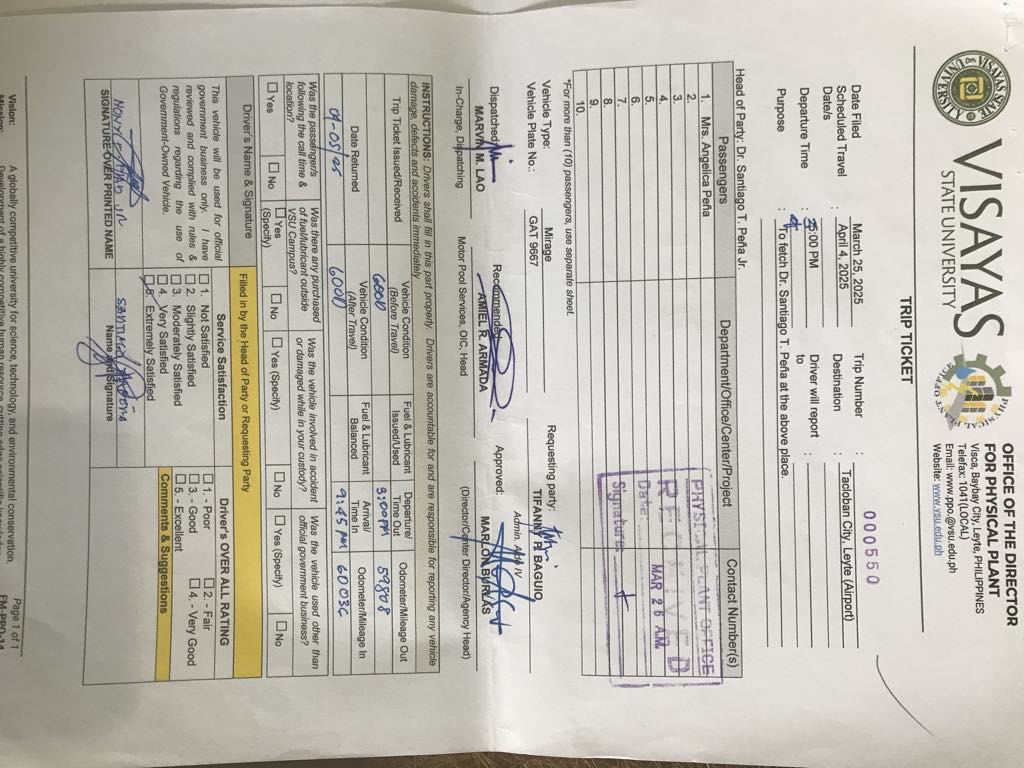 VISAYAS
STATE UNIVERSITY
OFFICE OF THE DIRECTOR
FOR PHYSICAL PLANT
Visca, Baybay City, Leyte, PHILIPPINES
Telefax: 1041(LOCAL)
Email: www.ppo.@vsu.edu.ph
Website: www.vsu.edu.ph
TRIP TICKET
000550
Date Filed : March 25, 2025
Trip Number :
Scheduled Travel Date/s : April 4, 2025
Destination : Tacloban City, Leyte (Airport)
Departure Time : 5:00 PM
Driver will report to :
Purpose : To fetch Dr. Santiago T. Peña at the above place.
Head of Party: Dr. Santiago T. Peña Jr.
Passengers Department/Office/Center/Project Contact Number(s)
1. Mrs. Angelica Peña
2.
3.
4.
5.
6.
7.
8.
9.
10.
PHYSICAL PLANT OFFICE
RECEIVED
Date: MAR 26 AM
Signature:
*For more than (10) passengers, use separate sheet.
Vehicle Type: Mirage
Vehicle Plate No.: GAT 9667
Requesting party:
TIFANNY P. BAGUIO
Admin. Aide IV
Dispatched:
MARVIN M. LAO
In-Charge, Dispatching
Recommended:
AMIEL R. ARMADA
Motor Pool Services, OIC, Head
Approved:
MARLON BURLAS
(Director/Center Director/Agency Head)
INSTRUCTIONS: Drivers shall fill in this part properly. Drivers are accountable for and are responsible for reporting any vehicle
damage, defects and accidents immediately
Trip Ticket Issued/Received
Vehicle Condition (Before Travel)
Fuel & Lubricant Issued/Used
Departure/ Time Out
Odometer/Mileage Out
GOOD
3:00PM
59808
Date Returned
Vehicle Condition (After Travel)
Fuel & Lubricant Balanced
Arrival/ Time In
Odometer/Mileage In
04-05/25
GOOD
9:45PM
Was the passenger/s following the call time & location?
Was there any purchased of fuel/lubricant outside VSU Campus?
Was the vehicle involved in accident or damaged while in your custody?
Was the vehicle used other than official government business?
Yes No
Yes (Specify) No
Yes (Specify) No
Yes (Specify) No
Driver's Name & Signature
Filled in by the Head of Party or Requesting Party
This vehicle will be used for official government business only. I have reviewed and complied with rules & regulations regarding the use of Government-Owned Vehicle.
SIGNATURE OVER PRINTED NAME
Service Satisfaction
1. Not Satisfied
2. Slightly Satisfied
3. Moderately Satisfied
4. Very Satisfied
5. Extremely Satisfied
Name and Signature
Driver's OVER ALL RATING
1. - Poor 2. - Fair
3. - Good 4. - Very Good
5. - Excellent
Comments & Suggestions
Vision: A globally competitive university for science, technology, and environmental conservation.
Page 1 of 1